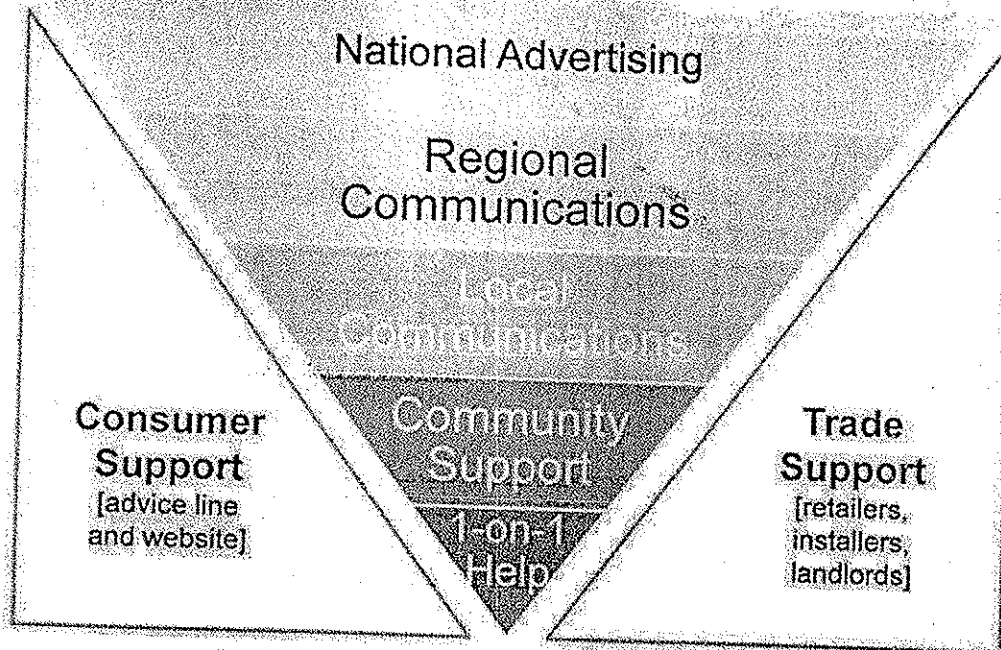 National Advertising
Regional
Communications
Local
Communications
Community
Support
1-on-1
Help
Consumer
Support
[advice line
and website]
Trade
Support
[retailers,
installers,
landlords]